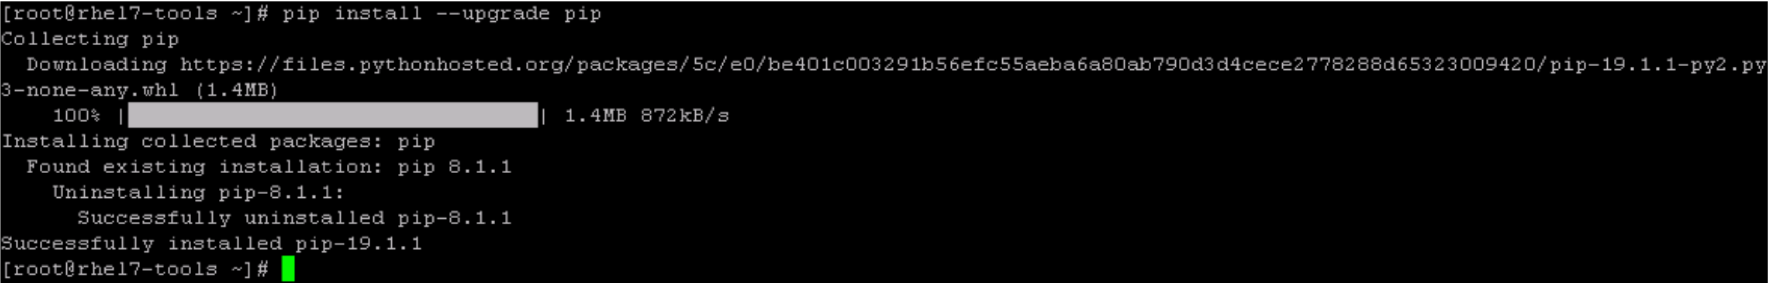 [root@rhel7-tools ~]# pip install --upgrade pip
Collecting pip
  Downloading https://files.pythonhosted.org/packages/5c/e0/be401c003291b56efc55aeba6a80ab790d3d4cece2778288d65323009420/pip-19.1.1-py2.py
3-none-any.whl (1.4MB)
    100% |                                | 1.4MB 872kB/s
Installing collected packages: pip
  Found existing installation: pip 8.1.1
    Uninstalling pip-8.1.1:
      Successfully uninstalled pip-8.1.1
Successfully installed pip-19.1.1
[root@rhel7-tools ~]#